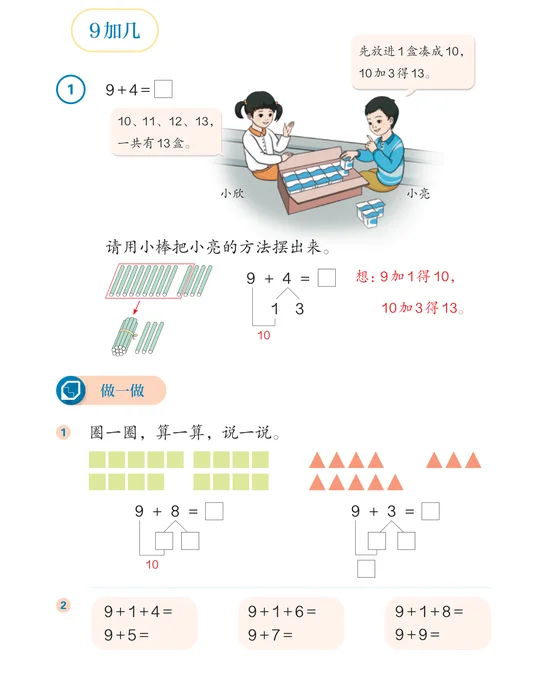 9加几
先放进1盒凑成10,
10加3得13。
1
9+4=□
10、11、12、13,
一共有13盒。
小欣
小亮
请用小棒把小亮的方法摆出来。
9 + 4 = □
想:9加1得10,
1 3
10加3得13。
10
做一做
1
圈一圈,算一算,说一说。
9 + 8 = □
9 + 3 = □
□ □
□ □
10
□
2
9+1+4=
9+5=
9+1+6=
9+7=
9+1+8=
9+9=